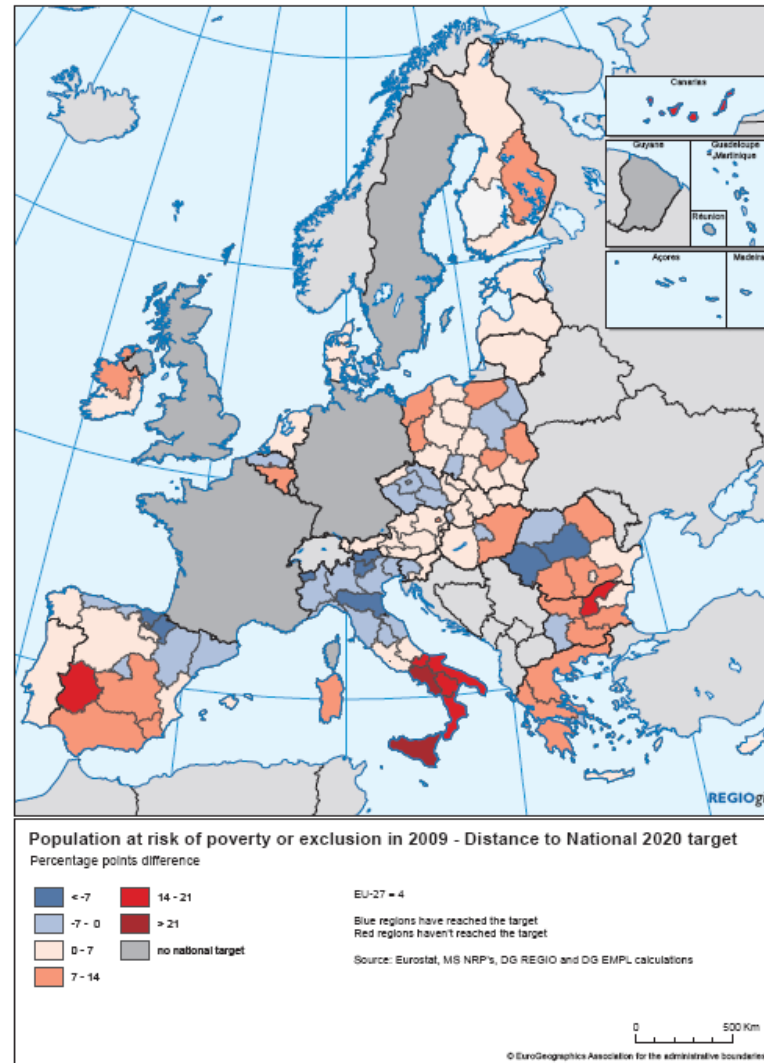 Canarias
Guyane
Guadeloupe
Martinique
Réunion
Açores
Madeira
REGIOgi
Population at risk of poverty or exclusion in 2009 - Distance to National 2020 target
Percentage points difference
< -7
-7 - 0
0 - 7
7 - 14
14 - 21
> 21
no national target
EU-27 = 4
Blue regions have reached the target
Red regions haven't reached the target
Source: Eurostat, MS NRP's, DG REGIO and DG EMPL calculations
0 500 Km
© EuroGeographics Association for the administrative boundaries